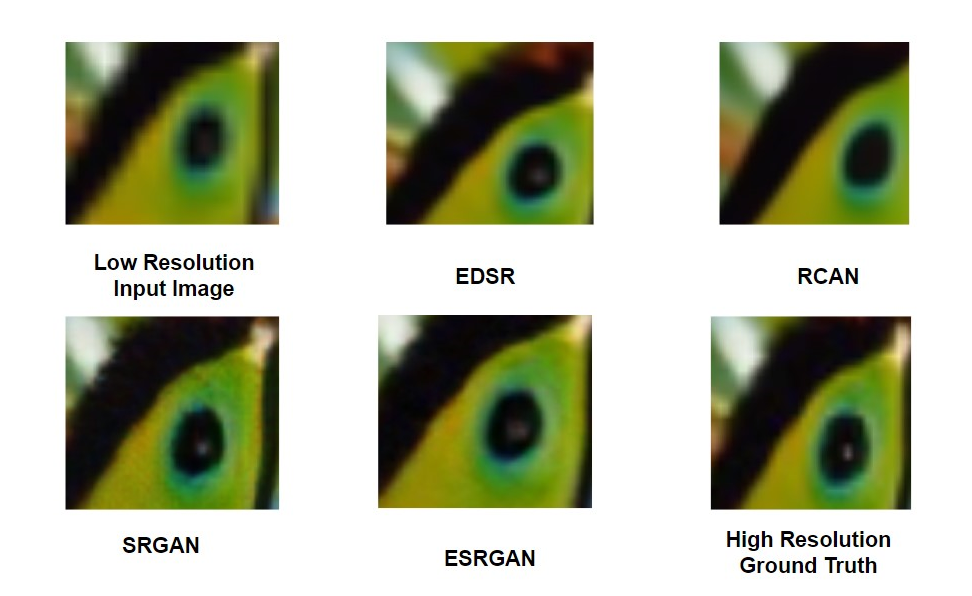 Low Resolution
Input Image
EDSR
RCAN
SRGAN
ESRGAN
High Resolution
Ground Truth